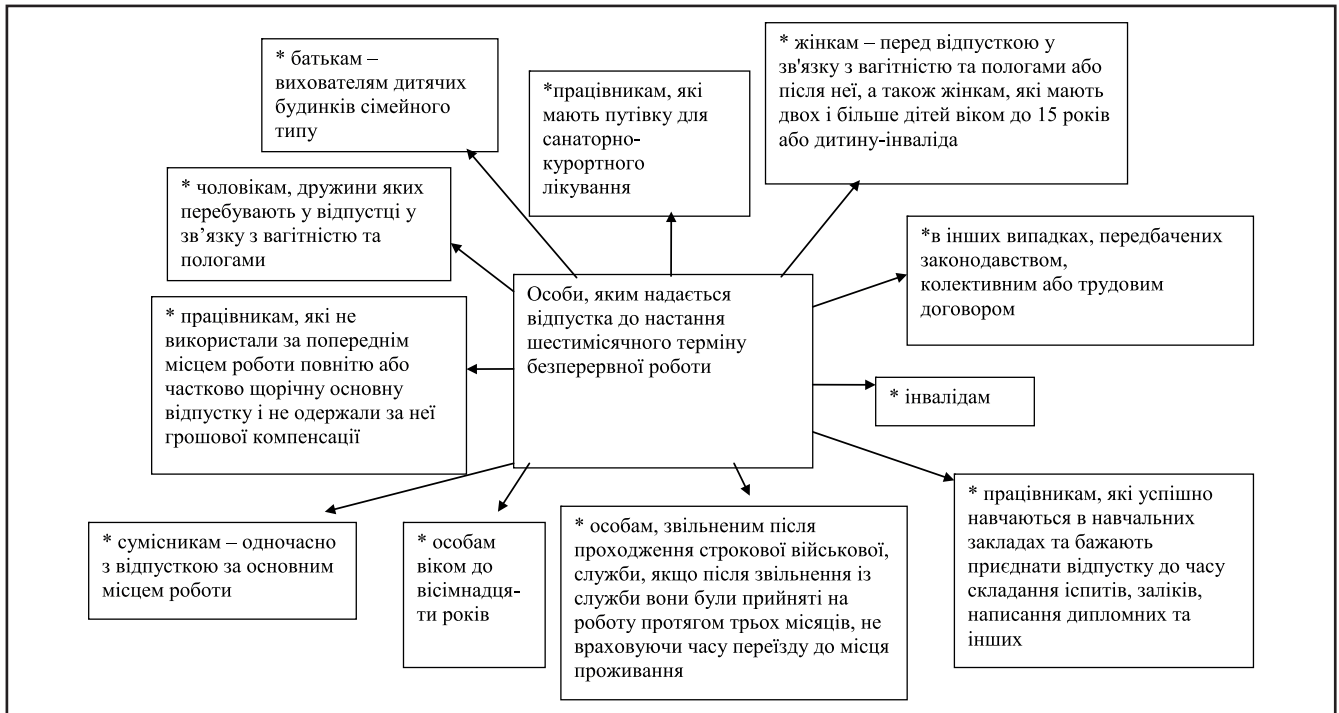 * батькам –
вихователям дитячих
будинків сімейного
типу
*працівникам, які
мають путівку для
санаторно-
курортного
лікування
* жінкам – перед відпусткою у
зв'язку з вагітністю та пологами або
після неї, а також жінкам, які мають
двох і більше дітей віком до 15 років
або дитину-інваліда
* чоловікам, дружини яких
перебувають у відпустці у
зв’язку з вагітністю та
пологами
*в інших випадках, передбачених
законодавством,
колективним або трудовим
договором
Особи, яким надається
відпустка до настання
шестимісячного терміну
безперервної роботи
* працівникам, які не
використали за попереднім
місцем роботи повнітю або
частково щорічну основну
відпустку і не одержали за неї
грошової компенсації
* інвалідам
* сумісникам – одночасно
з відпусткою за основним
місцем роботи
* особам
віком до
вісімнадця-
ти років
* особам, звільненим після
проходження строкової військової,
служби, якщо після звільнення із
служби вони були прийняті на
роботу протягом трьох місяців, не
враховуючи часу переїзду до місця
проживання
* працівникам, які успішно
навчаються в навчальних
закладах та бажають
приєднати відпустку до часу
складання іспитів, заліків,
написання дипломних та
інших